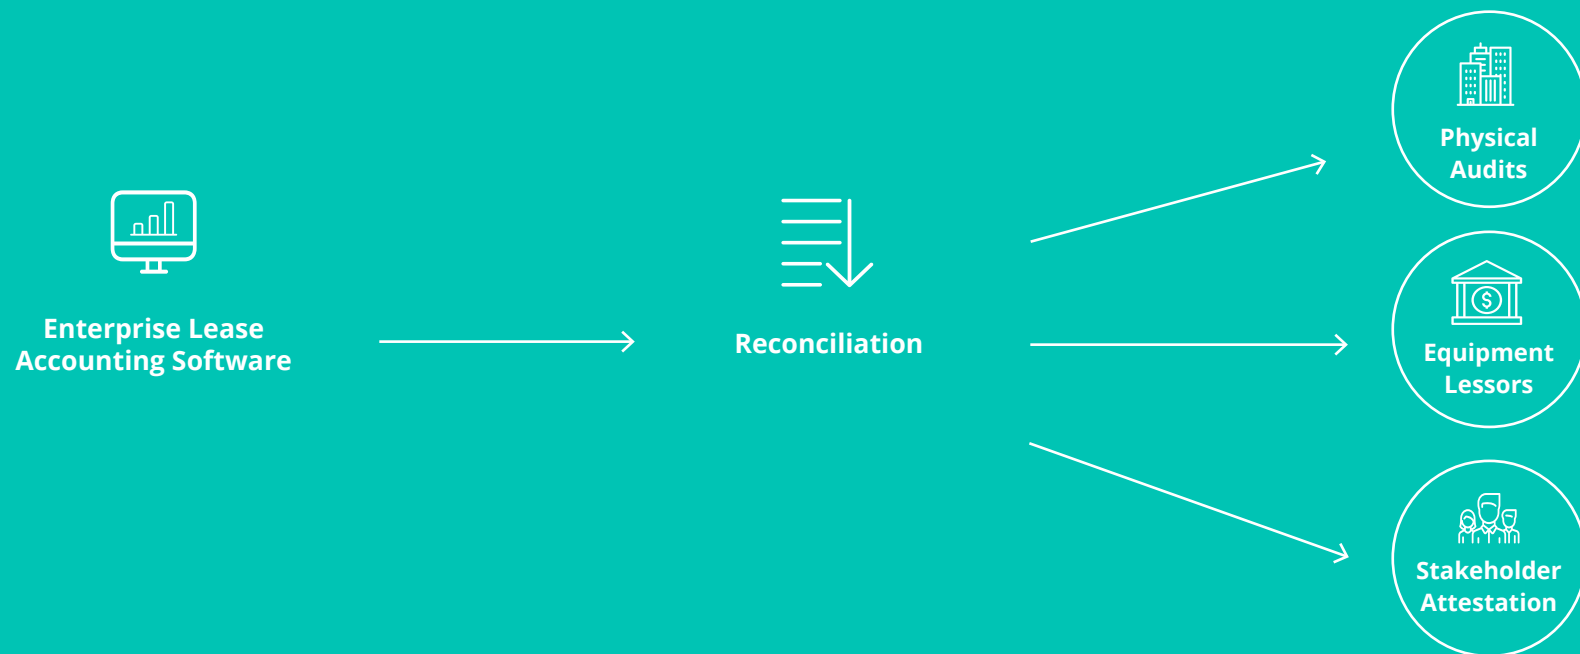 Enterprise Lease
Accounting Software
Reconciliation
Physical
Audits
Equipment
Lessors
Stakeholder
Attestation